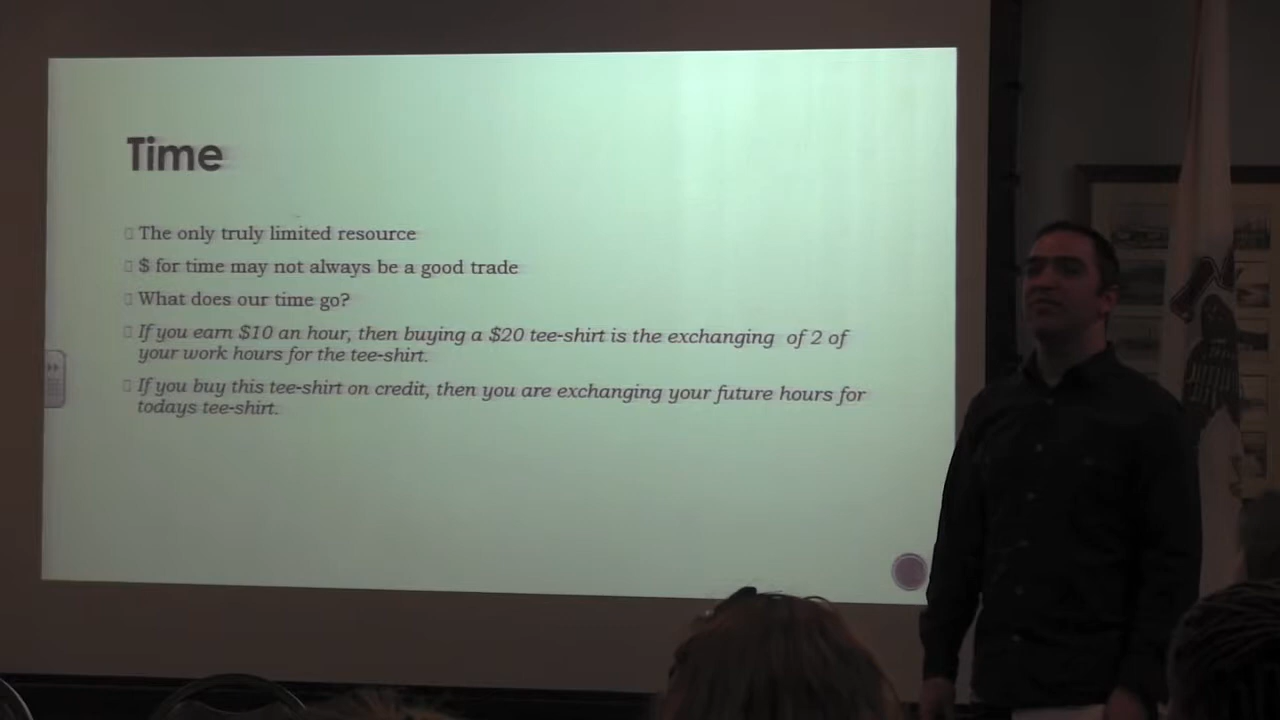 Time
The only truly limited resource
$ for time may not always be a good trade
What does our time go?
If you earn $10 an hour, then buying a $20 tee-shirt is the exchanging of 2 of
your work hours for the tee-shirt.
If you buy this tee-shirt on credit, then you are exchanging your future hours for
todays tee-shirt.